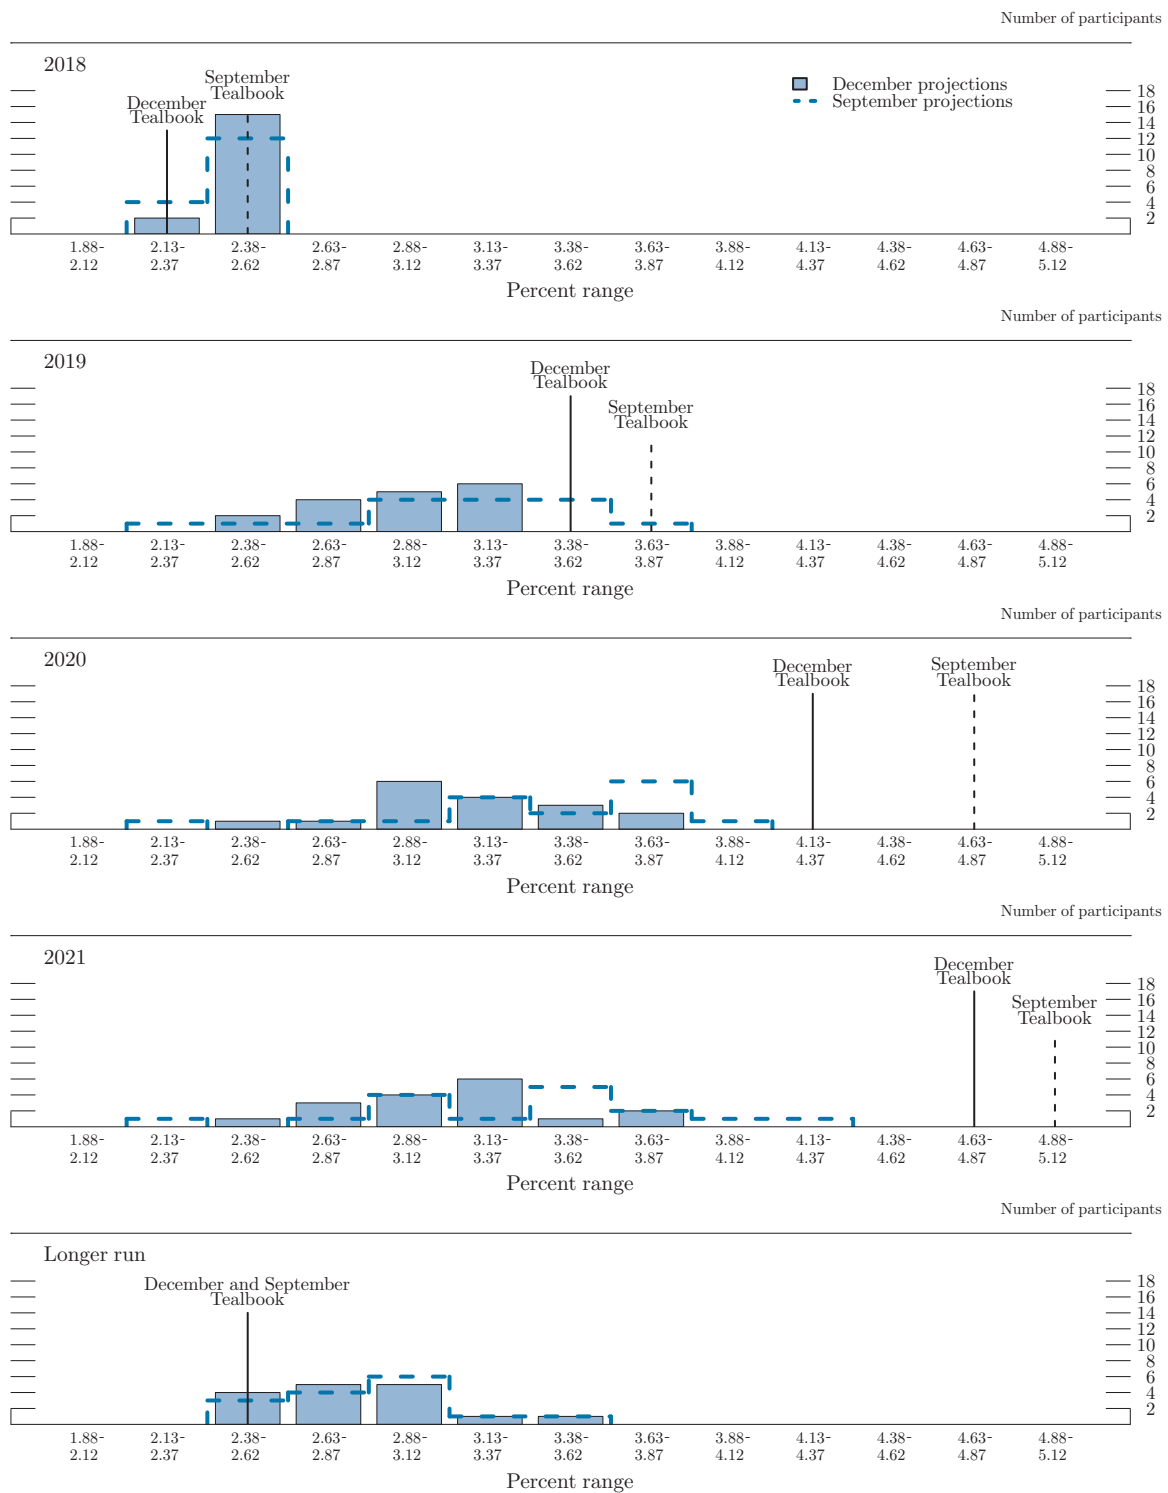 Number of participants
2018
September
Tealbook
December
Tealbook
December projections
September projections
18
16
14
12
10
8
6
4
2
1.88- 2.13- 2.38- 2.63- 2.88- 3.13- 3.38- 3.63- 3.88- 4.13- 4.38- 4.63- 4.88-
2.12 2.37 2.62 2.87 3.12 3.37 3.62 3.87 4.12 4.37 4.62 4.87 5.12
Percent range
Number of participants
2019
December
Tealbook
September
Tealbook
18
16
14
12
10
8
6
4
2
1.88- 2.13- 2.38- 2.63- 2.88- 3.13- 3.38- 3.63- 3.88- 4.13- 4.38- 4.63- 4.88-
2.12 2.37 2.62 2.87 3.12 3.37 3.62 3.87 4.12 4.37 4.62 4.87 5.12
Percent range
Number of participants
2020
December
Tealbook
September
Tealbook
18
16
14
12
10
8
6
4
2
1.88- 2.13- 2.38- 2.63- 2.88- 3.13- 3.38- 3.63- 3.88- 4.13- 4.38- 4.63- 4.88-
2.12 2.37 2.62 2.87 3.12 3.37 3.62 3.87 4.12 4.37 4.62 4.87 5.12
Percent range
Number of participants
2021
December
Tealbook
September
Tealbook
18
16
14
12
10
8
6
4
2
1.88- 2.13- 2.38- 2.63- 2.88- 3.13- 3.38- 3.63- 3.88- 4.13- 4.38- 4.63- 4.88-
2.12 2.37 2.62 2.87 3.12 3.37 3.62 3.87 4.12 4.37 4.62 4.87 5.12
Percent range
Number of participants
Longer run
December and September
Tealbook
18
16
14
12
10
8
6
4
2
1.88- 2.13- 2.38- 2.63- 2.88- 3.13- 3.38- 3.63- 3.88- 4.13- 4.38- 4.63- 4.88-
2.12 2.37 2.62 2.87 3.12 3.37 3.62 3.87 4.12 4.37 4.62 4.87 5.12
Percent range